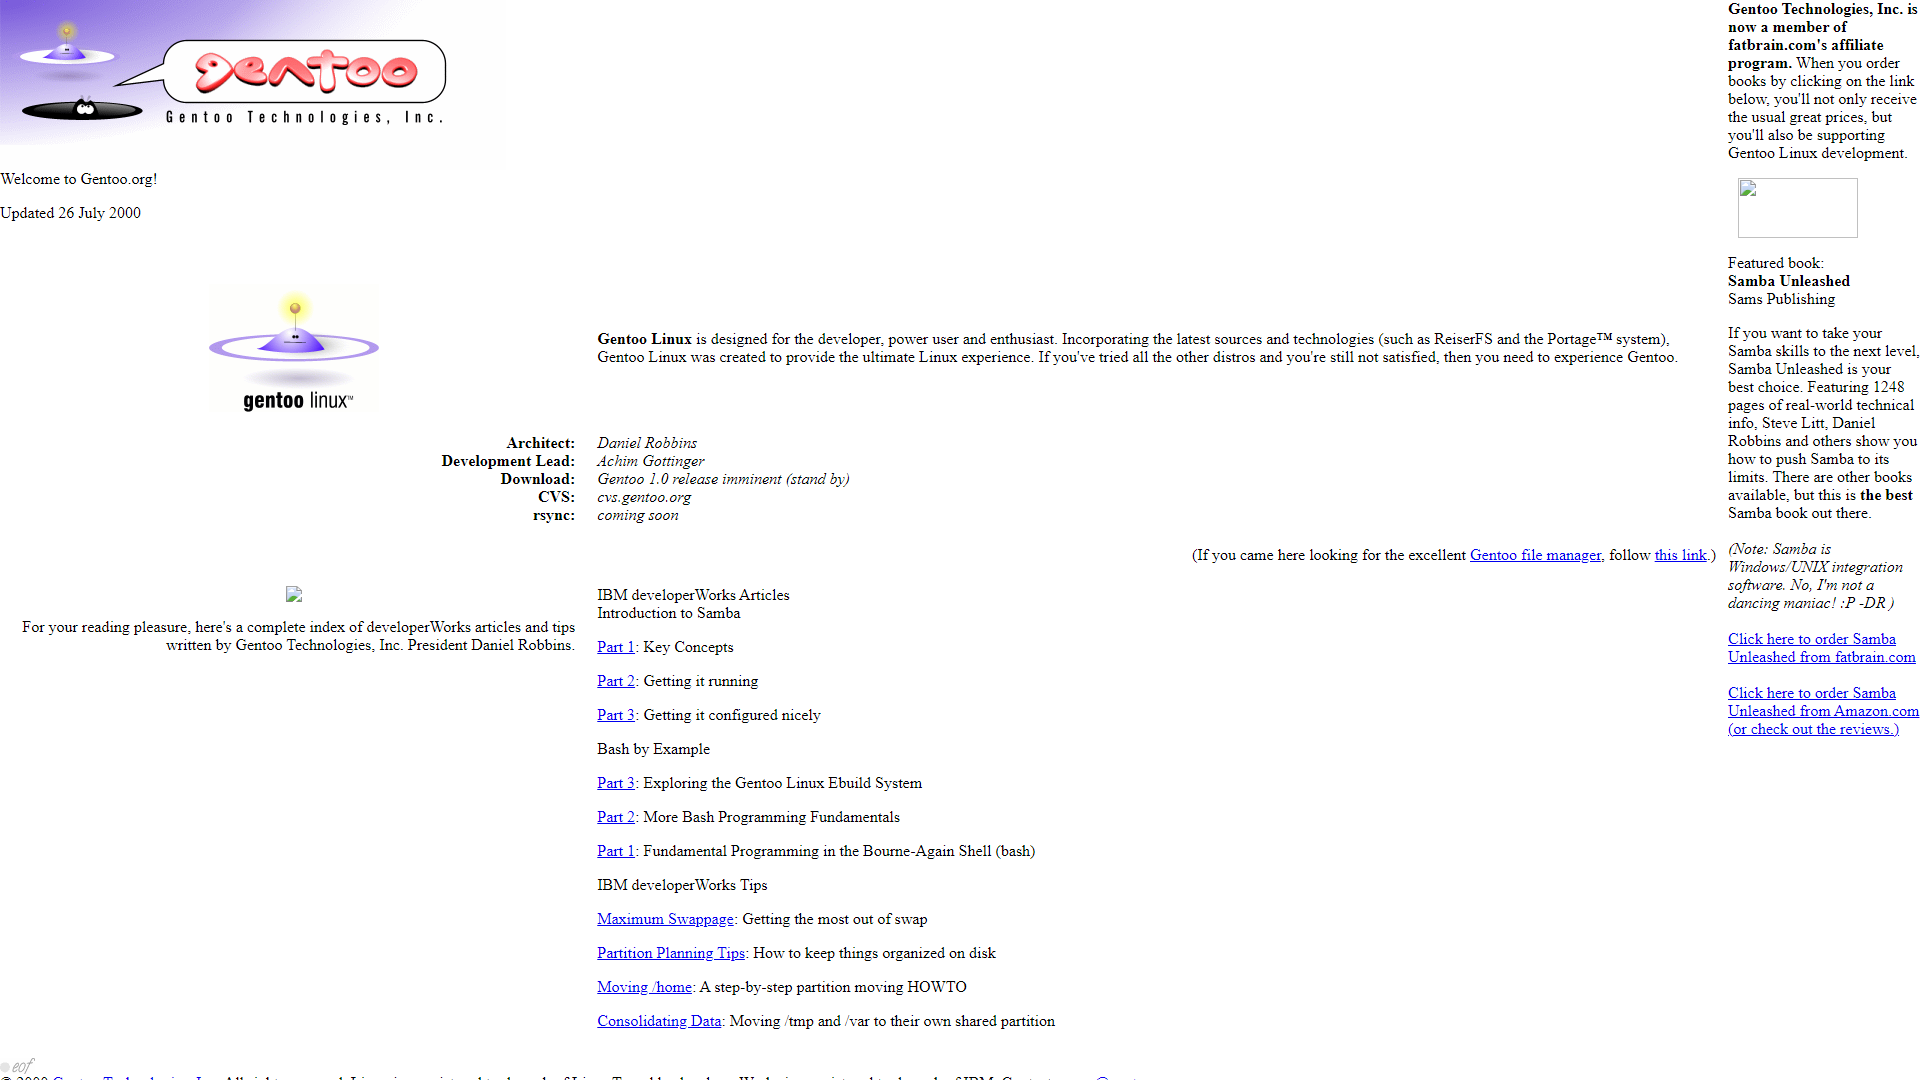 gentoo
Gentoo Technologies, Inc.
Welcome to Gentoo.org!
Updated 26 July 2000
gentoo linux™
Gentoo Linux is designed for the developer, power user and enthusiast. Incorporating the latest sources and technologies (such as ReiserFS and the Portage™ system),
Gentoo Linux was created to provide the ultimate Linux experience. If you've tried all the other distros and you're still not satisfied, then you need to experience Gentoo.
Architect: Daniel Robbins
Development Lead: Achim Gottinger
Download: Gentoo 1.0 release imminent (stand by)
CVS: cvs.gentoo.org
rsync: coming soon
(If you came here looking for the excellent Gentoo file manager, follow this link.)
For your reading pleasure, here's a complete index of developerWorks articles and tips
written by Gentoo Technologies, Inc. President Daniel Robbins.
IBM developerWorks Articles
Introduction to Samba
Part 1: Key Concepts
Part 2: Getting it running
Part 3: Getting it configured nicely
Bash by Example
Part 3: Exploring the Gentoo Linux Ebuild System
Part 2: More Bash Programming Fundamentals
Part 1: Fundamental Programming in the Bourne-Again Shell (bash)
IBM developerWorks Tips
Maximum Swappage: Getting the most out of swap
Partition Planning Tips: How to keep things organized on disk
Moving /home: A step-by-step partition moving HOWTO
Consolidating Data: Moving /tmp and /var to their own shared partition
eof
Gentoo Technologies, Inc. is
now a member of
fatbrain.com's affiliate
program. When you order
books by clicking on the link
below, you'll not only receive
the usual great prices, but
you'll also be supporting
Gentoo Linux development.
Featured book:
Samba Unleashed
Sams Publishing
If you want to take your
Samba skills to the next level,
Samba Unleashed is your
best choice. Featuring 1248
pages of real-world technical
info, Steve Litt, Daniel
Robbins and others show you
how to push Samba to its
limits. There are other books
available, but this is the best
Samba book out there.
(Note: Samba is
Windows/UNIX integration
software. No, I'm not a
dancing maniac! :P -DR )
Click here to order Samba
Unleashed from fatbrain.com
Click here to order Samba
Unleashed from Amazon.com
(or check out the reviews.)